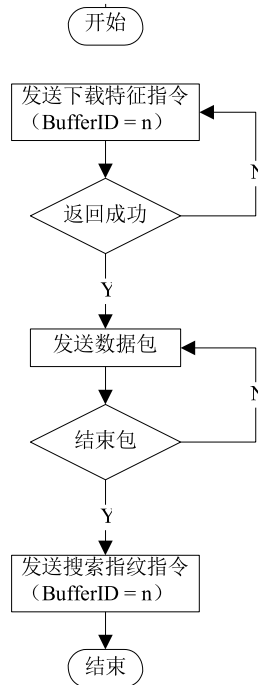 开始
发送下载特征指令
（BufferID = n）
N
返回成功
Y
发送数据包
N
结束包
Y
发送搜索指纹指令
（BufferID = n）
结束